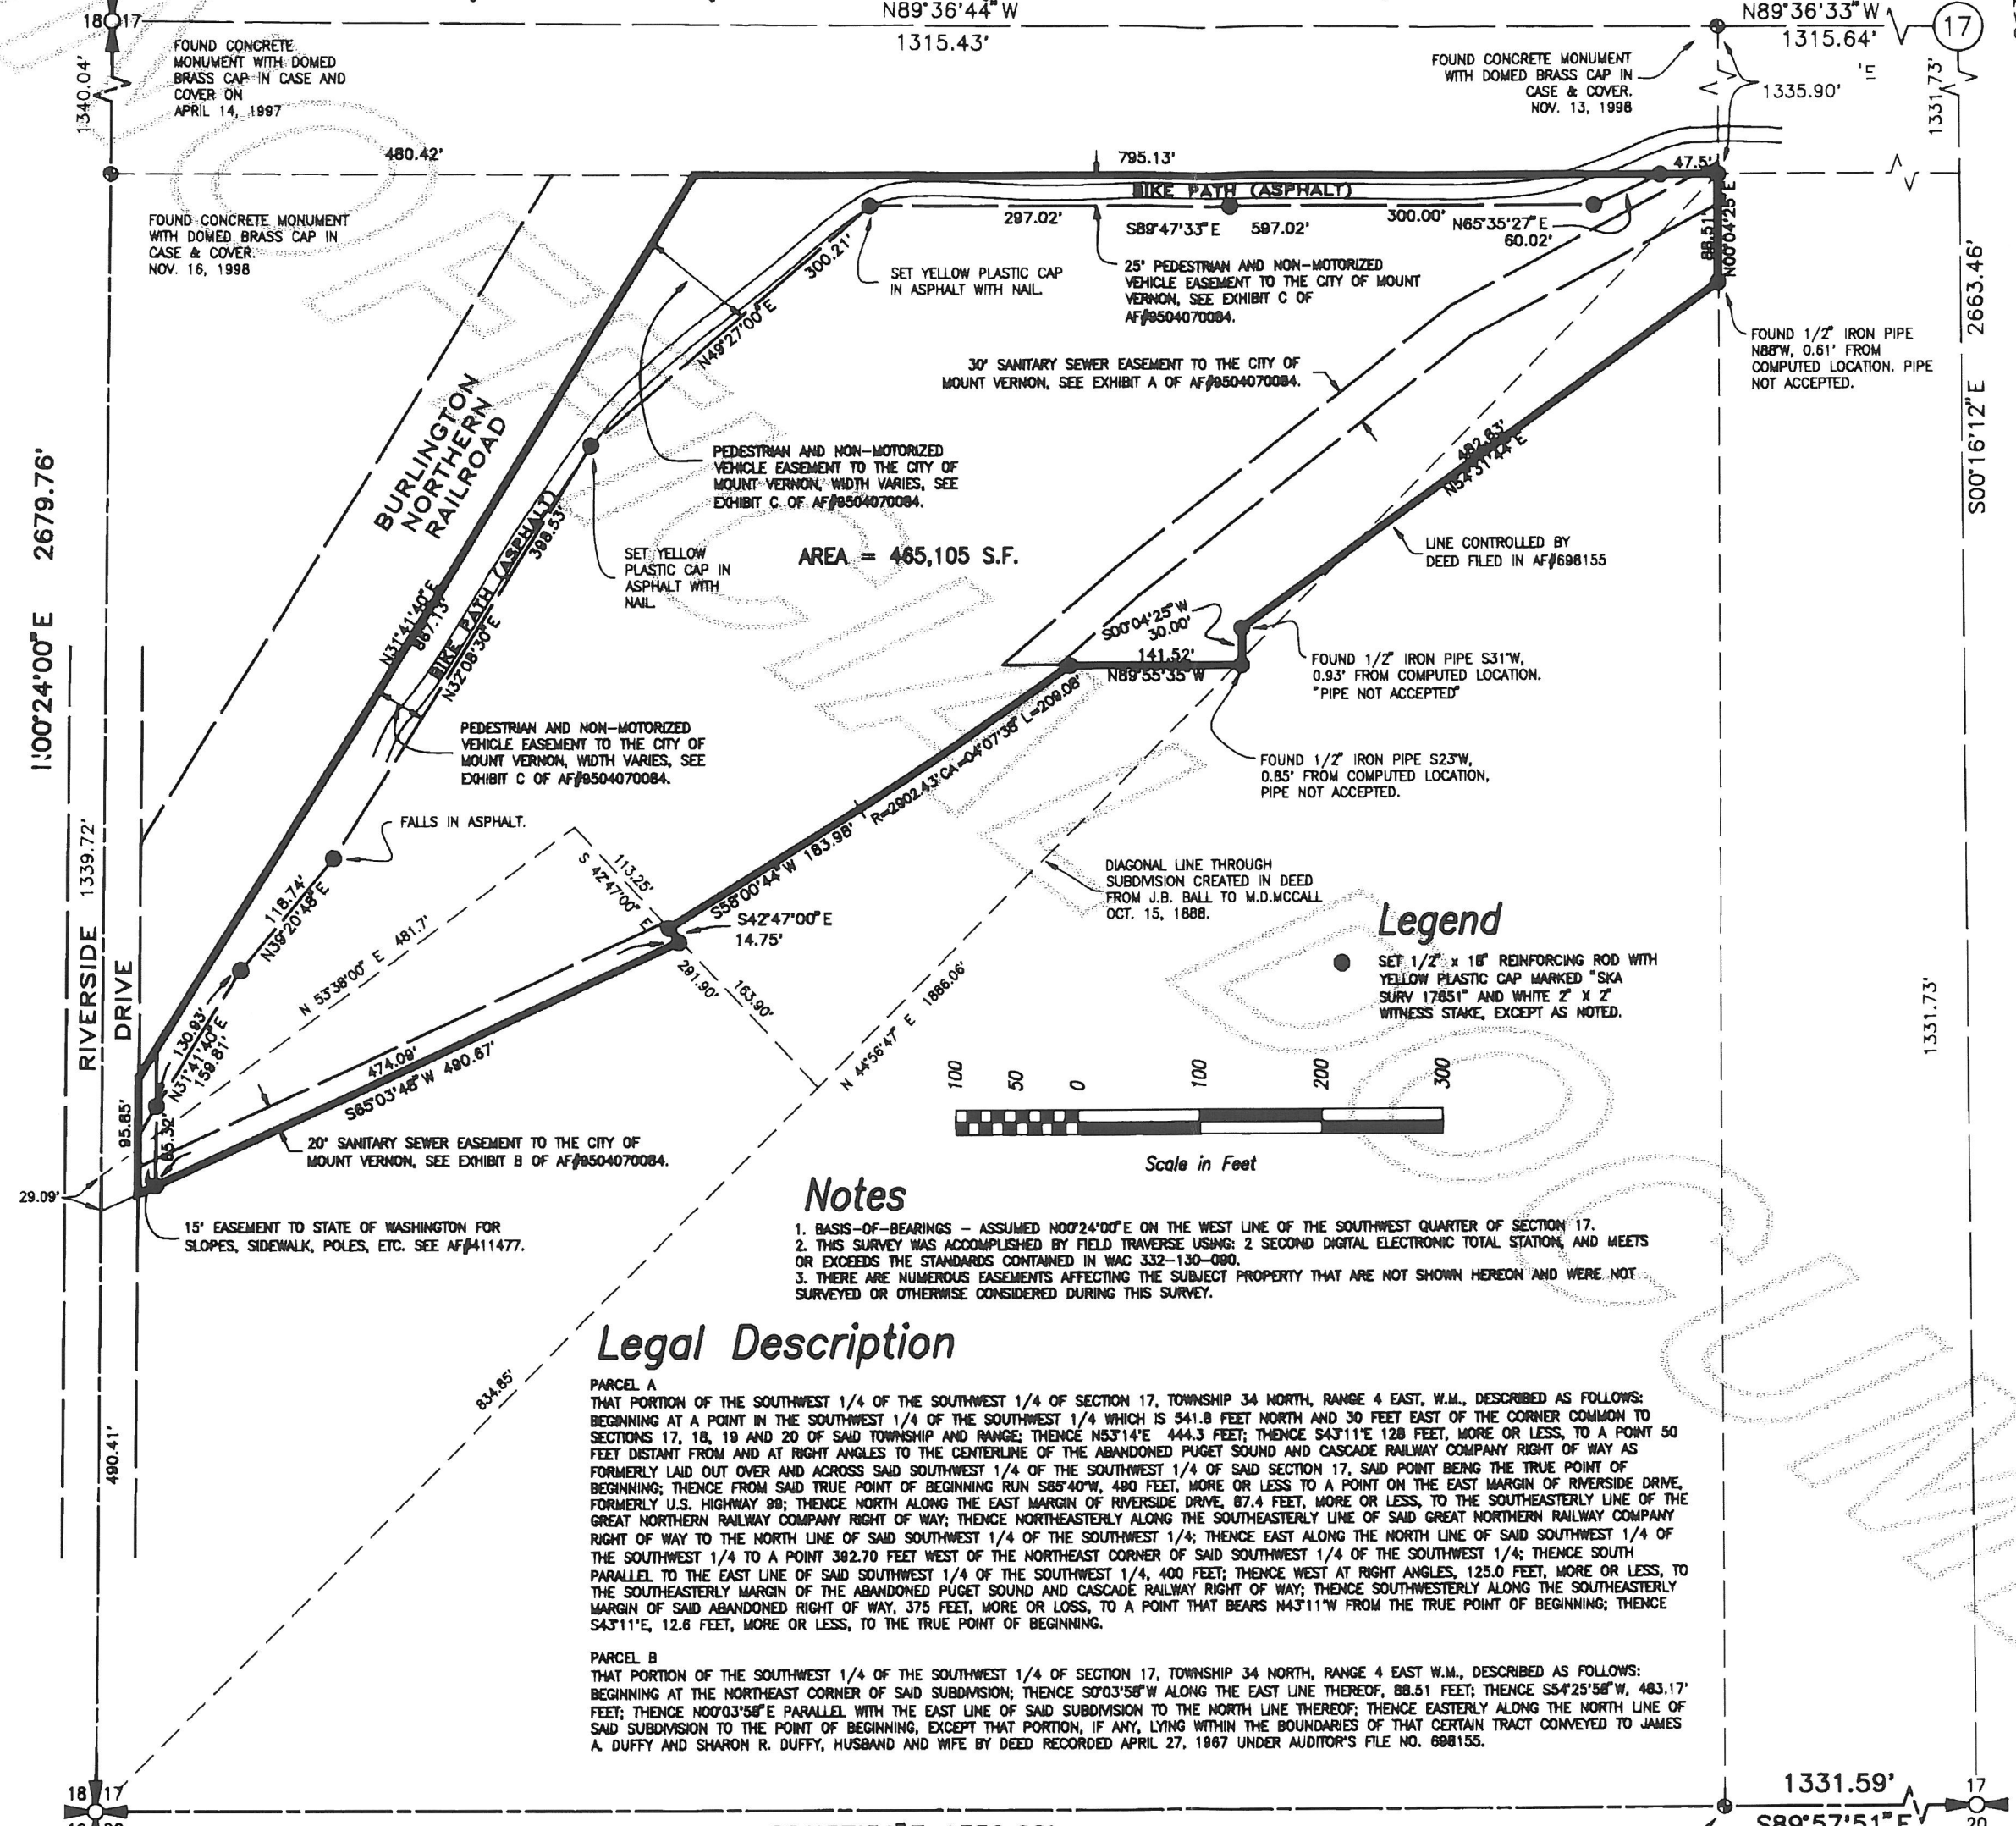 N89°36'44"W
1315.43'
N89°36'33"W
1315.64'
17
18 17
1340.04'
FOUND CONCRETE
MONUMENT WITH DOMED
BRASS CAP IN CASE AND
COVER ON
APRIL 14, 1997
FOUND CONCRETE MONUMENT
WITH DOMED BRASS CAP IN
CASE & COVER.
NOV. 13, 1998
1335.90'
'E
1331.73'
480.42'
795.13'
47.5'
BIKE PATH (ASPHALT)
297.02'
S89°47'33"E 597.02'
300.00'
N65°35'27"E
60.02'
88.51'
N00°04'25"E
FOUND CONCRETE MONUMENT
WITH DOMED BRASS CAP IN
CASE & COVER.
NOV. 16, 1998
300.21'
N49°27'00"E
SET YELLOW PLASTIC CAP
IN ASPHALT WITH NAIL.
25' PEDESTRIAN AND NON-MOTORIZED
VEHICLE EASEMENT TO THE CITY OF MOUNT
VERNON, SEE EXHIBIT C OF
AF#9504070084.
2663.46'
S00°16'12"E
FOUND 1/2" IRON PIPE
N88°W, 0.61' FROM
COMPUTED LOCATION. PIPE
NOT ACCEPTED.
30' SANITARY SEWER EASEMENT TO THE CITY OF
MOUNT VERNON, SEE EXHIBIT A OF AF#9504070084.
BURLINGTON
NORTHERN
RAILROAD
PEDESTRIAN AND NON-MOTORIZED
VEHICLE EASEMENT TO THE CITY OF
MOUNT VERNON, WIDTH VARIES, SEE
EXHIBIT C OF AF#9504070084.
482.63'
N54°31'44"E
2679.76'
N00°24'00"E
SET YELLOW
PLASTIC CAP IN
ASPHALT WITH
NAIL.
AREA = 465,105 S.F.
LINE CONTROLLED BY
DEED FILED IN AF#698155
N31°41'40"E
967.13'
BIKE PATH (ASPHALT)
398.53'
N32°08'30"E
S00°04'25"W
30.00'
141.52'
N89°55'35"W
FOUND 1/2" IRON PIPE S31°W,
0.93' FROM COMPUTED LOCATION.
"PIPE NOT ACCEPTED"
PEDESTRIAN AND NON-MOTORIZED
VEHICLE EASEMENT TO THE CITY OF
MOUNT VERNON, WIDTH VARIES, SEE
EXHIBIT C OF AF#9504070084.
R=2902.43' CA=04°07'38" L=209.08'
FOUND 1/2" IRON PIPE S23°W,
0.85' FROM COMPUTED LOCATION,
PIPE NOT ACCEPTED.
FALLS IN ASPHALT.
1339.72'
RIVERSIDE
DRIVE
118.74'
N39°20'48"E
113.25'
S 42°47'00" E
S58°00'44"W 183.98'
DIAGONAL LINE THROUGH
SUBDIVISION CREATED IN DEED
FROM J.B. BALL TO M.D.MCCALL
OCT. 15, 1888.
S42°47'00"E
14.75'
N 53°38'00" E 481.7'
291.90'
163.90'
N 44°56'47" E 1886.06'
Legend
SET 1/2" x 18" REINFORCING ROD WITH
YELLOW PLASTIC CAP MARKED "SKA
SURV 17651" AND WHITE 2" X 2"
WITNESS STAKE, EXCEPT AS NOTED.
130.93'
N31°41'40"E
159.81'
474.09'
S65°03'48"W 490.67'
95.85'
65.32'
29.09'
20' SANITARY SEWER EASEMENT TO THE CITY OF
MOUNT VERNON, SEE EXHIBIT B OF AF#9504070084.
15' EASEMENT TO STATE OF WASHINGTON FOR
SLOPES, SIDEWALK, POLES, ETC. SEE AF#411477.
100 50 0 100 200 300
Scale in Feet
1331.73'
Notes
1. BASIS-OF-BEARINGS - ASSUMED N00°24'00"E ON THE WEST LINE OF THE SOUTHWEST QUARTER OF SECTION 17.
2. THIS SURVEY WAS ACCOMPLISHED BY FIELD TRAVERSE USING: 2 SECOND DIGITAL ELECTRONIC TOTAL STATION, AND MEETS
OR EXCEEDS THE STANDARDS CONTAINED IN WAC 332-130-090.
3. THERE ARE NUMEROUS EASEMENTS AFFECTING THE SUBJECT PROPERTY THAT ARE NOT SHOWN HEREON AND WERE NOT
SURVEYED OR OTHERWISE CONSIDERED DURING THIS SURVEY.
834.85'
490.41'
Legal Description
PARCEL A
THAT PORTION OF THE SOUTHWEST 1/4 OF THE SOUTHWEST 1/4 OF SECTION 17, TOWNSHIP 34 NORTH, RANGE 4 EAST, W.M., DESCRIBED AS FOLLOWS:
BEGINNING AT A POINT IN THE SOUTHWEST 1/4 OF THE SOUTHWEST 1/4 WHICH IS 541.8 FEET NORTH AND 30 FEET EAST OF THE CORNER COMMON TO
SECTIONS 17, 18, 19 AND 20 OF SAID TOWNSHIP AND RANGE; THENCE N53°14'E 444.3 FEET; THENCE S43°11'E 128 FEET, MORE OR LESS, TO A POINT 50
FEET DISTANT FROM AND AT RIGHT ANGLES TO THE CENTERLINE OF THE ABANDONED PUGET SOUND AND CASCADE RAILWAY COMPANY RIGHT OF WAY AS
FORMERLY LAID OUT OVER AND ACROSS SAID SOUTHWEST 1/4 OF THE SOUTHWEST 1/4 OF SAID SECTION 17, SAID POINT BEING THE TRUE POINT OF
BEGINNING; THENCE FROM SAID TRUE POINT OF BEGINNING RUN S65°40'W, 490 FEET, MORE OR LESS TO A POINT ON THE EAST MARGIN OF RIVERSIDE DRIVE,
FORMERLY U.S. HIGHWAY 99; THENCE NORTH ALONG THE EAST MARGIN OF RIVERSIDE DRIVE, 87.4 FEET, MORE OR LESS, TO THE SOUTHEASTERLY LINE OF THE
GREAT NORTHERN RAILWAY COMPANY RIGHT OF WAY; THENCE NORTHEASTERLY ALONG THE SOUTHEASTERLY LINE OF SAID GREAT NORTHERN RAILWAY COMPANY
RIGHT OF WAY TO THE NORTH LINE OF SAID SOUTHWEST 1/4 OF THE SOUTHWEST 1/4; THENCE EAST ALONG THE NORTH LINE OF SAID SOUTHWEST 1/4 OF
THE SOUTHWEST 1/4 TO A POINT 392.70 FEET WEST OF THE NORTHEAST CORNER OF SAID SOUTHWEST 1/4 OF THE SOUTHWEST 1/4; THENCE SOUTH
PARALLEL TO THE EAST LINE OF SAID SOUTHWEST 1/4 OF THE SOUTHWEST 1/4, 400 FEET; THENCE WEST AT RIGHT ANGLES, 125.0 FEET, MORE OR LESS, TO
THE SOUTHEASTERLY MARGIN OF THE ABANDONED PUGET SOUND AND CASCADE RAILWAY RIGHT OF WAY; THENCE SOUTHWESTERLY ALONG THE SOUTHEASTERLY
MARGIN OF SAID ABANDONED RIGHT OF WAY, 375 FEET, MORE OR LOSS, TO A POINT THAT BEARS N43°11'W FROM THE TRUE POINT OF BEGINNING; THENCE
S43°11'E, 12.6 FEET, MORE OR LESS, TO THE TRUE POINT OF BEGINNING.
PARCEL B
THAT PORTION OF THE SOUTHWEST 1/4 OF THE SOUTHWEST 1/4 OF SECTION 17, TOWNSHIP 34 NORTH, RANGE 4 EAST W.M., DESCRIBED AS FOLLOWS:
BEGINNING AT THE NORTHEAST CORNER OF SAID SUBDIVISION; THENCE S0°03'58"W ALONG THE EAST LINE THEREOF, 88.51 FEET; THENCE S54°25'58"W, 483.17'
FEET; THENCE N00°03'58"E PARALLEL WITH THE EAST LINE OF SAID SUBDIVISION TO THE NORTH LINE THEREOF; THENCE EASTERLY ALONG THE NORTH LINE OF
SAID SUBDIVISION TO THE POINT OF BEGINNING, EXCEPT THAT PORTION, IF ANY, LYING WITHIN THE BOUNDARIES OF THAT CERTAIN TRACT CONVEYED TO JAMES
A. DUFFY AND SHARON R. DUFFY, HUSBAND AND WIFE BY DEED RECORDED APRIL 27, 1967 UNDER AUDITOR'S FILE NO. 698155.
18 17
1331.59'
S89°57'51"E
17
20